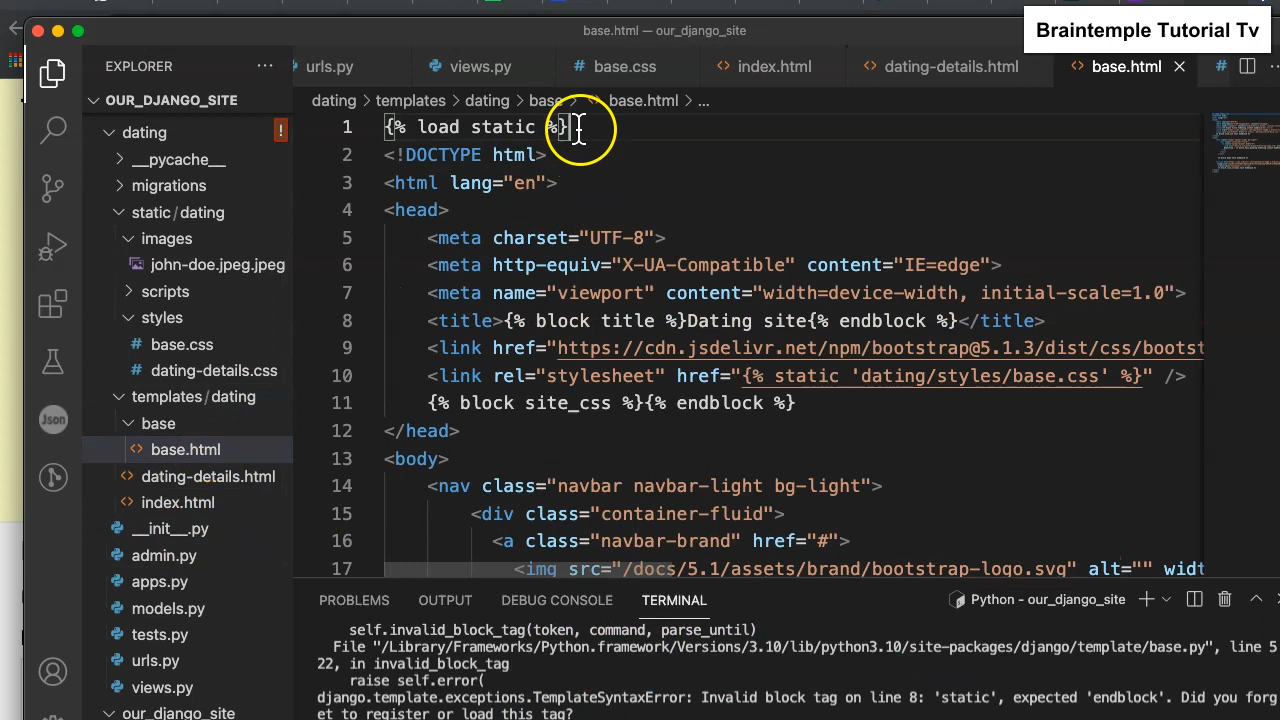 base.html — our_django_site
Braintemple Tutorial Tv
EXPLORER
urls.py
views.py
# base.css
<> index.html
<> dating-details.html
<> base.html
#
OUR_DJANGO_SITE
dating > templates > dating > base > <> base.html > ...
dating
!
__pycache__
migrations
static/dating
images
john-doe.jpeg.jpeg
scripts
styles
# base.css
# dating-details.css
templates/dating
base
<> base.html
<> dating-details.html
<> index.html
__init__.py
admin.py
apps.py
models.py
tests.py
urls.py
views.py
our_django_site
Json
1 {% load static %}
2 <!DOCTYPE html>
3 <html lang="en">
4 <head>
5 <meta charset="UTF-8">
6 <meta http-equiv="X-UA-Compatible" content="IE=edge">
7 <meta name="viewport" content="width=device-width, initial-scale=1.0">
8 <title>{% block title %}Dating site{% endblock %}</title>
9 <link href="https://cdn.jsdelivr.net/npm/bootstrap@5.1.3/dist/css/bootst
10 <link rel="stylesheet" href="{% static 'dating/styles/base.css' %}" />
11 {% block site_css %}{% endblock %}
12 </head>
13 <body>
14 <nav class="navbar navbar-light bg-light">
15 <div class="container-fluid">
16 <a class="navbar-brand" href="#">
17 <img src="/docs/5.1/assets/brand/bootstrap-logo.svg" alt="" widt
PROBLEMS OUTPUT DEBUG CONSOLE TERMINAL
Python - our_django_site
self.invalid_block_tag(token, command, parse_until)
File "/Library/Frameworks/Python.framework/Versions/3.10/lib/python3.10/site-packages/django/template/base.py", line 5
22, in invalid_block_tag
raise self.error(
django.template.exceptions.TemplateSyntaxError: Invalid block tag on line 8: 'static', expected 'endblock'. Did you forg
et to register or load this tag?